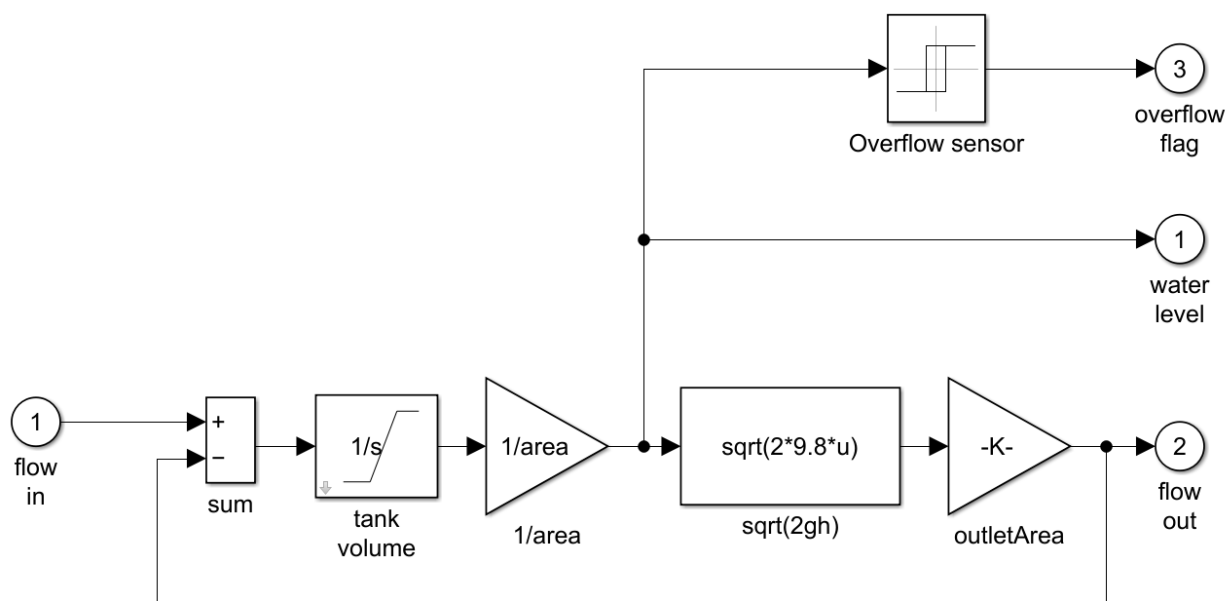 3
overflow
flag
Overflow sensor
1
water
level
1
flow
in
+
−
sum
1/s
tank
volume
1/area
1/area
sqrt(2*9.8*u)
sqrt(2gh)
-K-
outletArea
2
flow
out